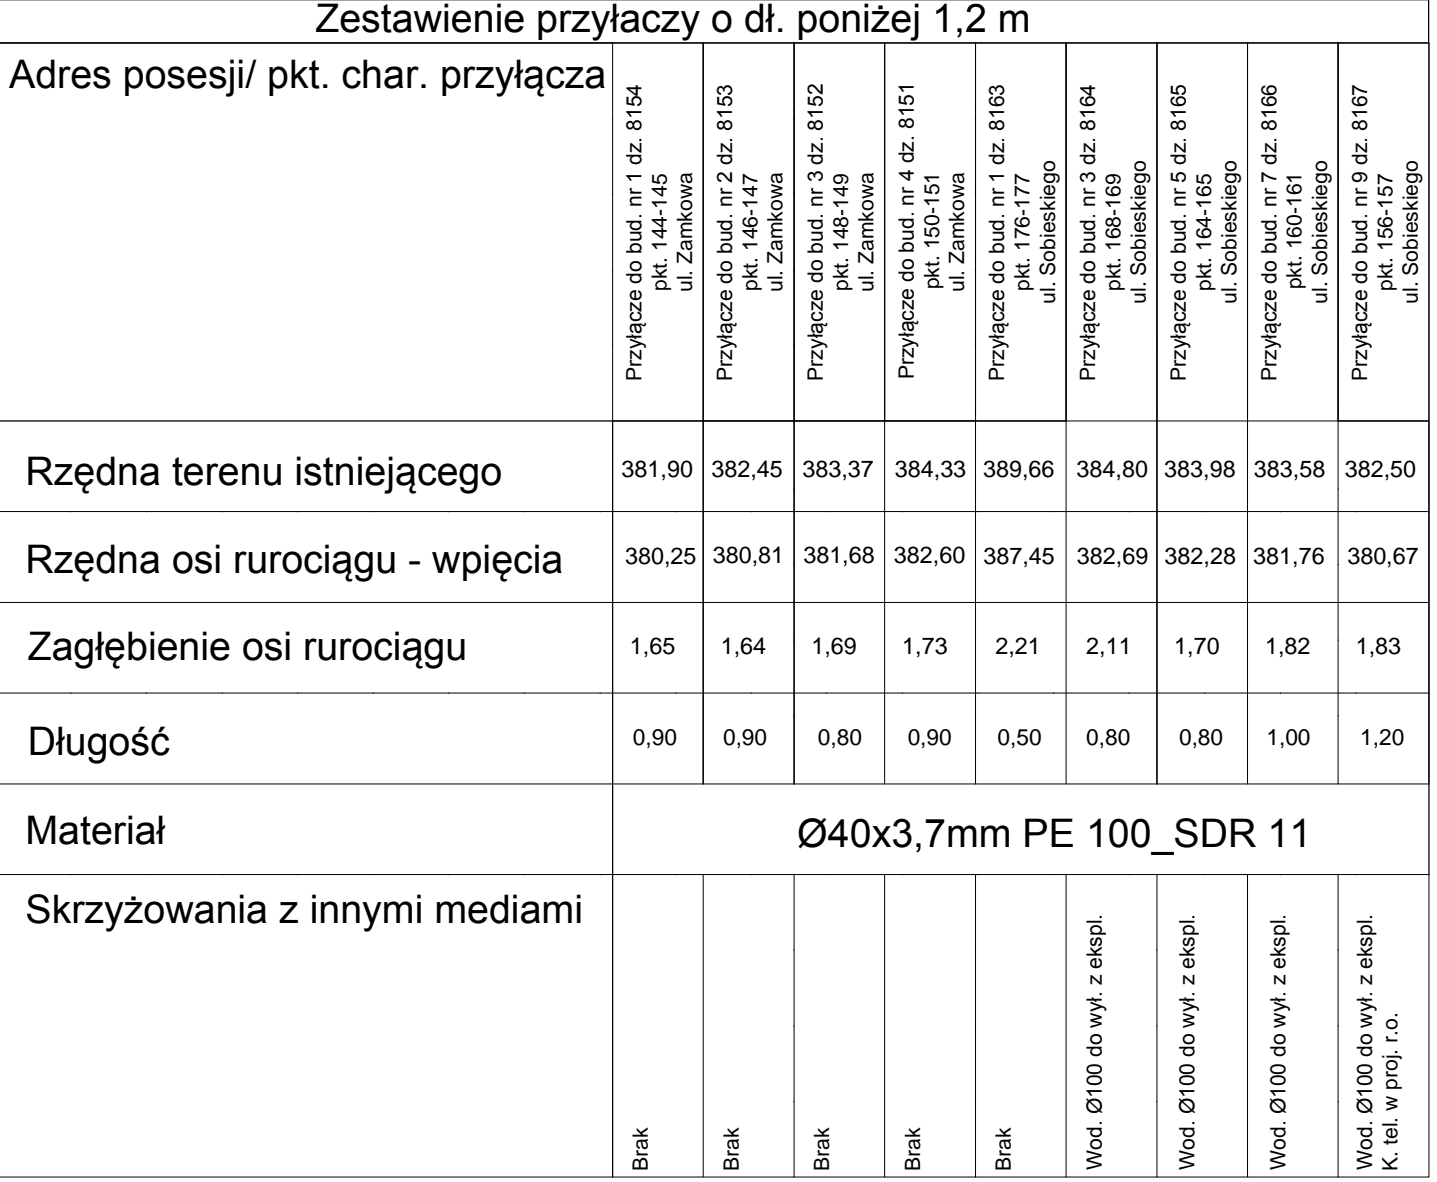 Zestawienie przyłaczy o dł. poniżej 1,2 m
Adres posesji/ pkt. char. przyłącza
Przyłącze do bud. nr 1 dz. 8154
pkt. 144-145
ul. Zamkowa
Przyłącze do bud. nr 2 dz. 8153
pkt. 146-147
ul. Zamkowa
Przyłącze do bud. nr 3 dz. 8152
pkt. 148-149
ul. Zamkowa
Przyłącze do bud. nr 4 dz. 8151
pkt. 150-151
ul. Zamkowa
Przyłącze do bud. nr 1 dz. 8163
pkt. 176-177
ul. Sobieskiego
Przyłącze do bud. nr 3 dz. 8164
pkt. 168-169
ul. Sobieskiego
Przyłącze do bud. nr 5 dz. 8165
pkt. 164-165
ul. Sobieskiego
Przyłącze do bud. nr 7 dz. 8166
pkt. 160-161
ul. Sobieskiego
Przyłącze do bud. nr 9 dz. 8167
pkt. 156-157
ul. Sobieskiego
Rzędna terenu istniejącego 381,90 382,45 383,37 384,33 389,66 384,80 383,98 383,58 382,50
Rzędna osi rurociągu - wpięcia 380,25 380,81 381,68 382,60 387,45 382,69 382,28 381,76 380,67
Zagłębienie osi rurociągu 1,65 1,64 1,69 1,73 2,21 2,11 1,70 1,82 1,83
Długość 0,90 0,90 0,80 0,90 0,50 0,80 0,80 1,00 1,20
Materiał Ø40x3,7mm PE 100_SDR 11
Skrzyżowania z innymi mediami
Brak
Brak
Brak
Brak
Brak
Wod. Ø100 do wył. z ekspl.
Wod. Ø100 do wył. z ekspl.
Wod. Ø100 do wył. z ekspl.
Wod. Ø100 do wył. z ekspl.
K. tel. w proj. r.o.